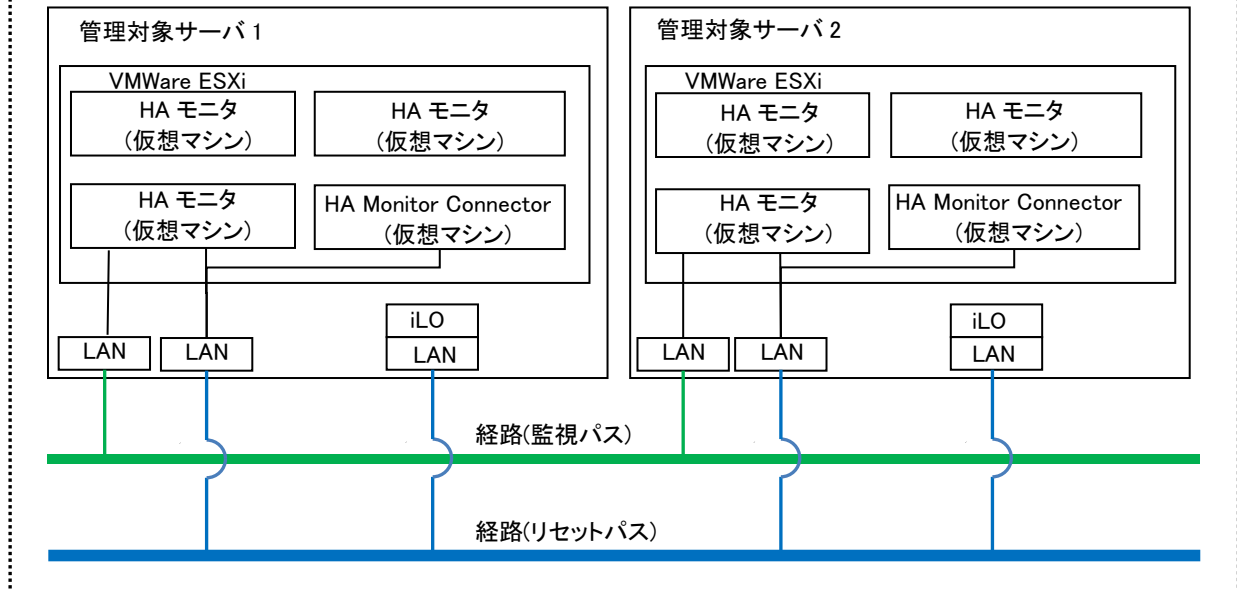 管理対象サーバ 1
VMWare ESXi
HA モニタ
(仮想マシン)
HA モニタ
(仮想マシン)
HA モニタ
(仮想マシン)
HA Monitor Connector
(仮想マシン)
iLO
LAN
LAN
LAN
管理対象サーバ 2
VMWare ESXi
HA モニタ
(仮想マシン)
HA モニタ
(仮想マシン)
HA モニタ
(仮想マシン)
HA Monitor Connector
(仮想マシン)
iLO
LAN
LAN
LAN
経路(監視パス)
経路(リセットパス)